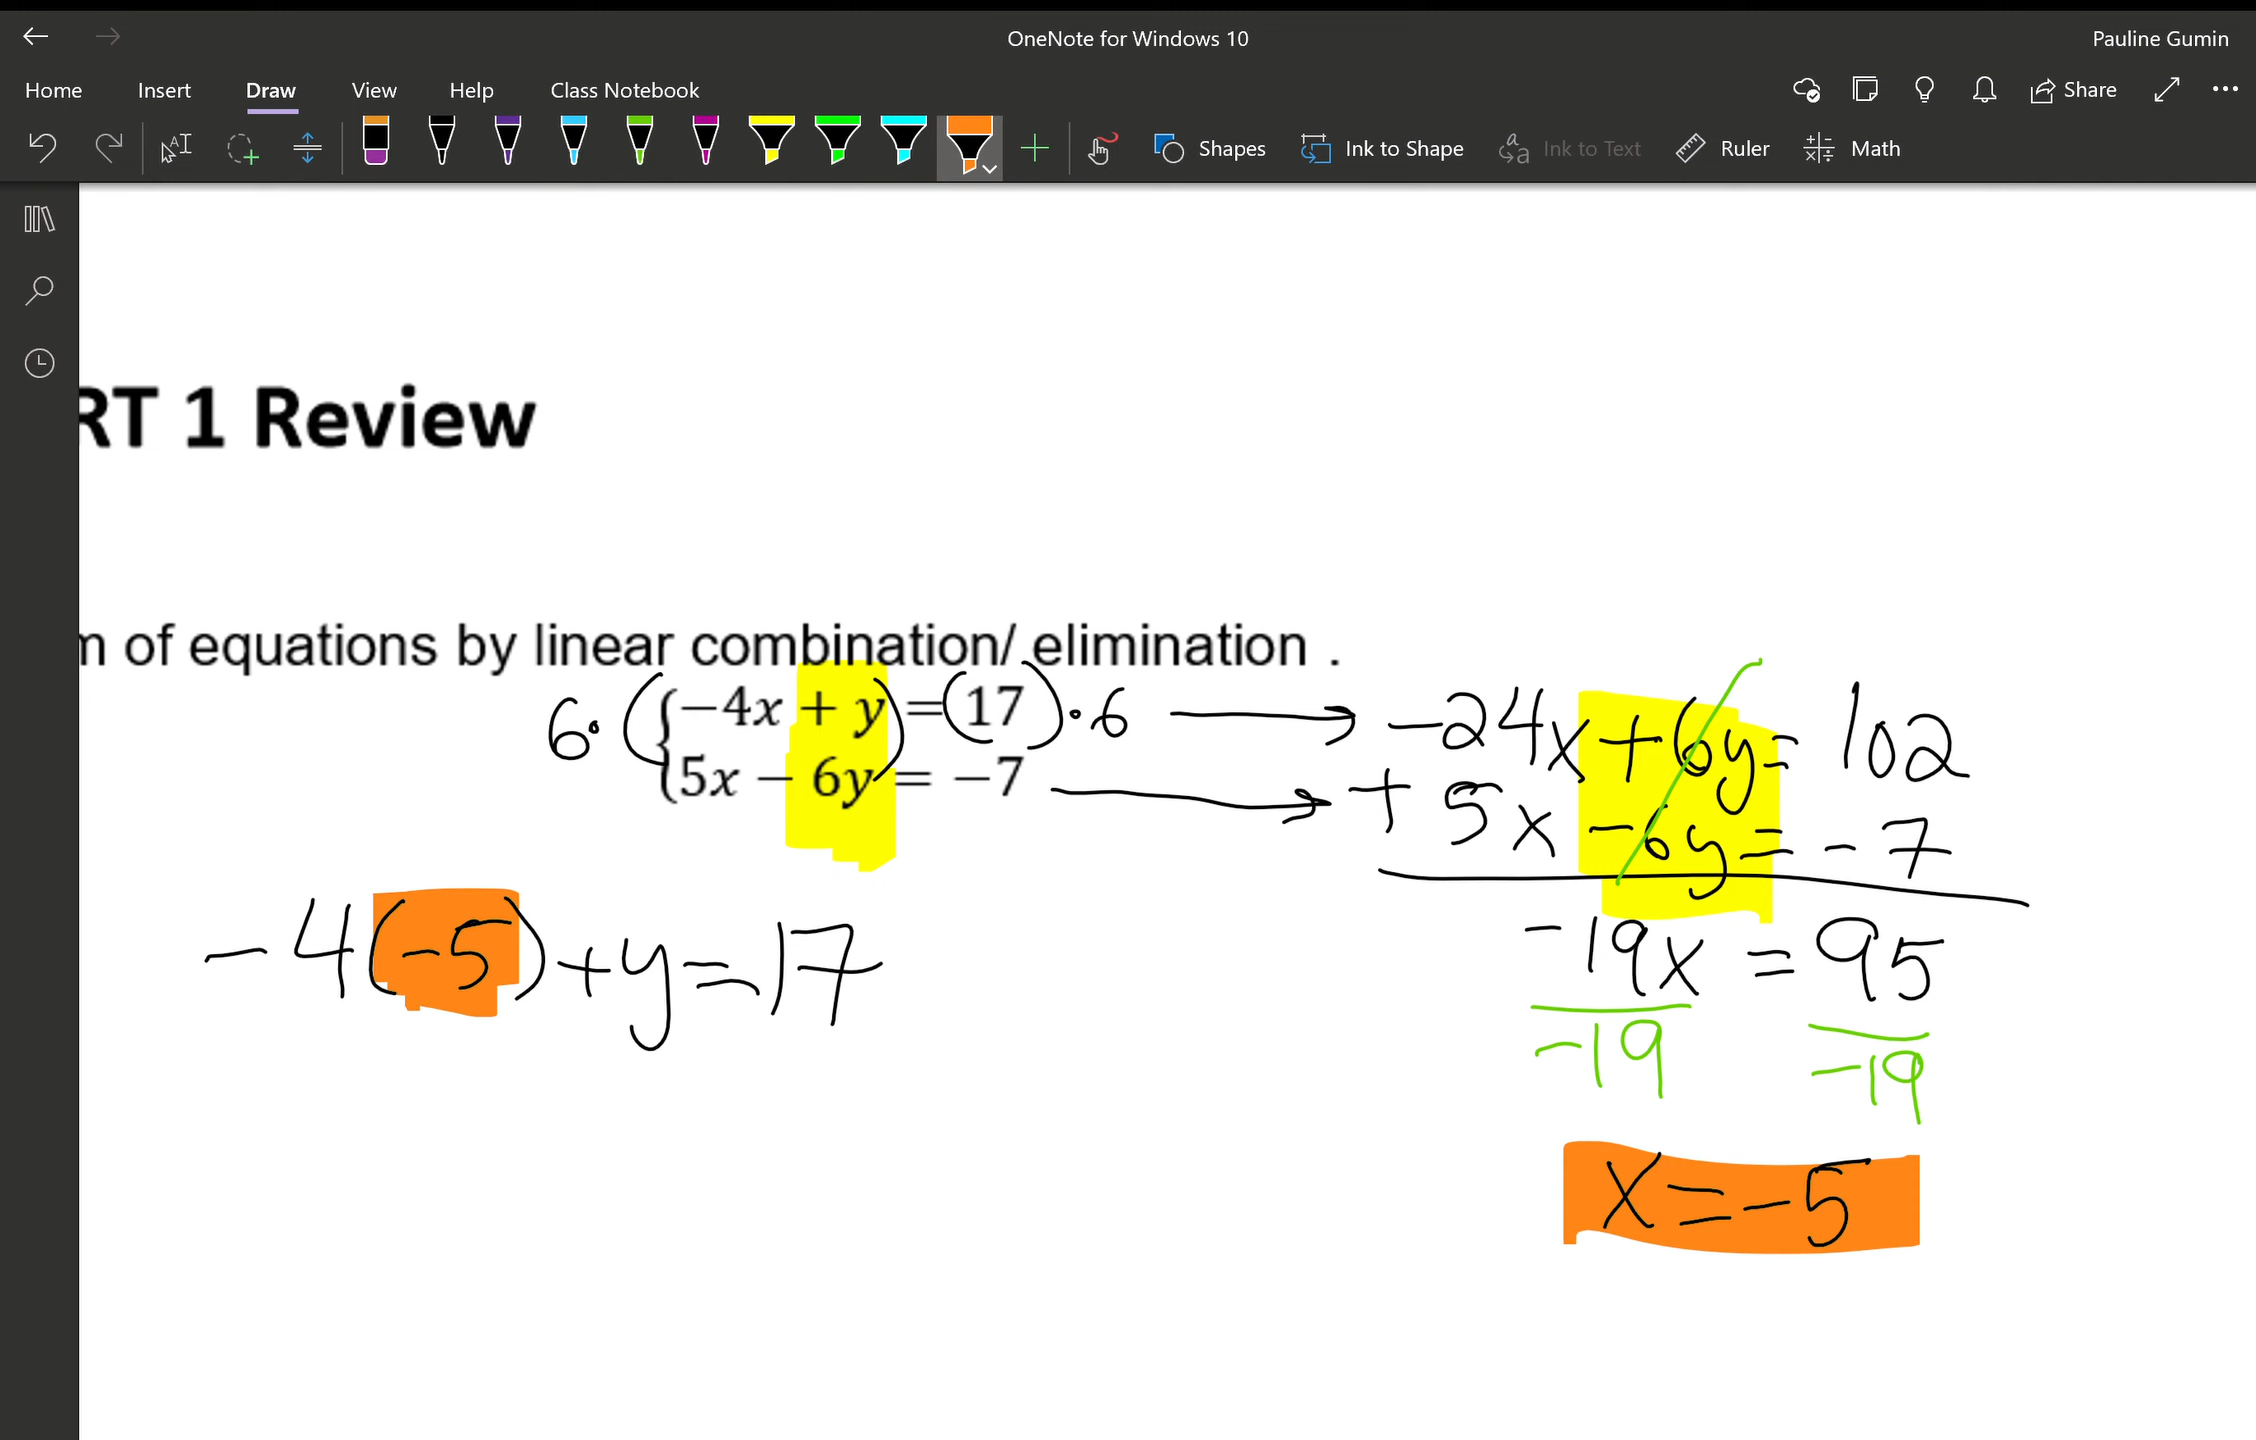 OneNote for Windows 10
Pauline Gumin
Home Insert Draw View Help Class Notebook Share
Shapes Ink to Shape Ink to Text Ruler Math
RT 1 Review
m of equations by linear combination/ elimination .
6·({−4x + y)=(17)·6 → −24x+6y= 102
5x − 6y = −7 → + 5x −6y= −7
−4(−5)+y=17
−19x = 95
−19 −19
x=−5